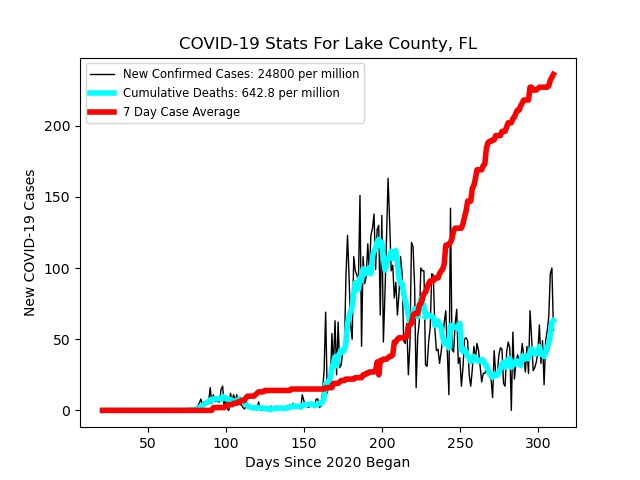 COVID-19 Stats For Lake County, FL
New Confirmed Cases: 24800 per million
Cumulative Deaths: 642.8 per million
7 Day Case Average
New COVID-19 Cases
200
150
100
50
0
50 100 150 200 250 300
Days Since 2020 Began